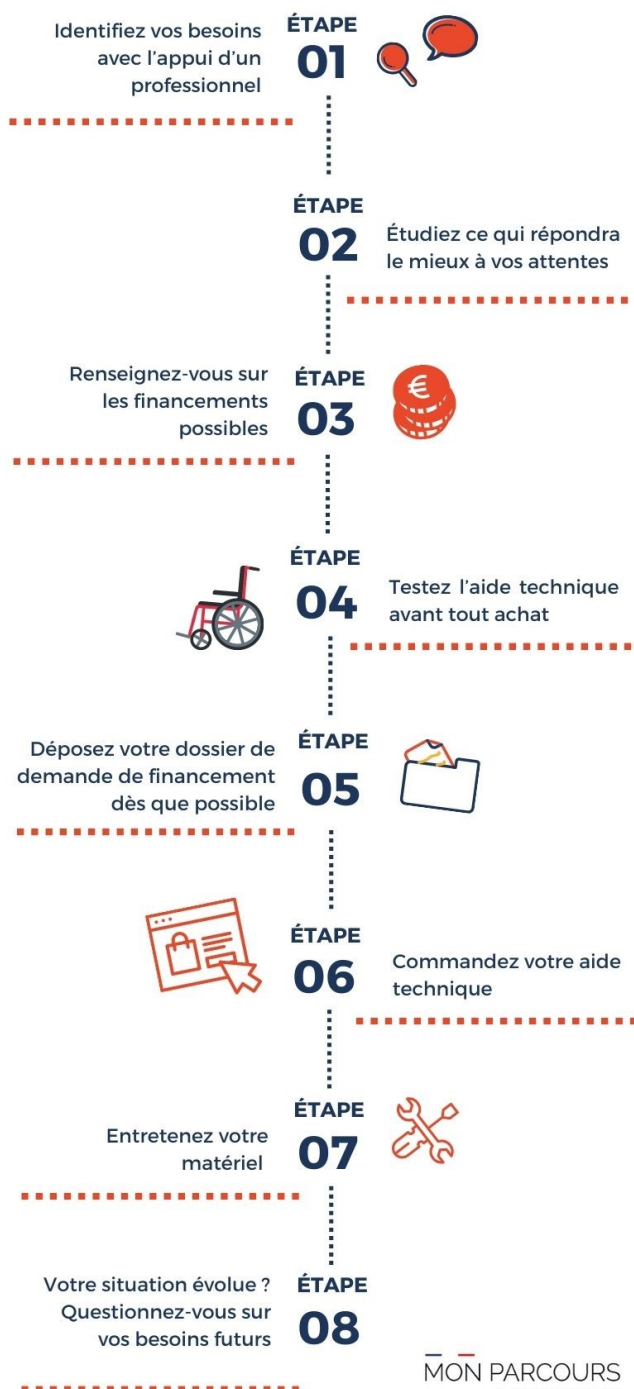 ÉTAPE
01
Identifiez vos besoins
avec l'appui d'un
professionnel
ÉTAPE
02
Étudiez ce qui répondra
le mieux à vos attentes
ÉTAPE
03
Renseignez-vous sur
les financements
possibles
€
ÉTAPE
04
Testez l'aide technique
avant tout achat
ÉTAPE
05
Déposez votre dossier de
demande de financement
dès que possible
ÉTAPE
06
Commandez votre aide
technique
ÉTAPE
07
Entretenez votre
matériel
ÉTAPE
08
Votre situation évolue ?
Questionnez-vous sur
vos besoins futurs
MON PARCOURS